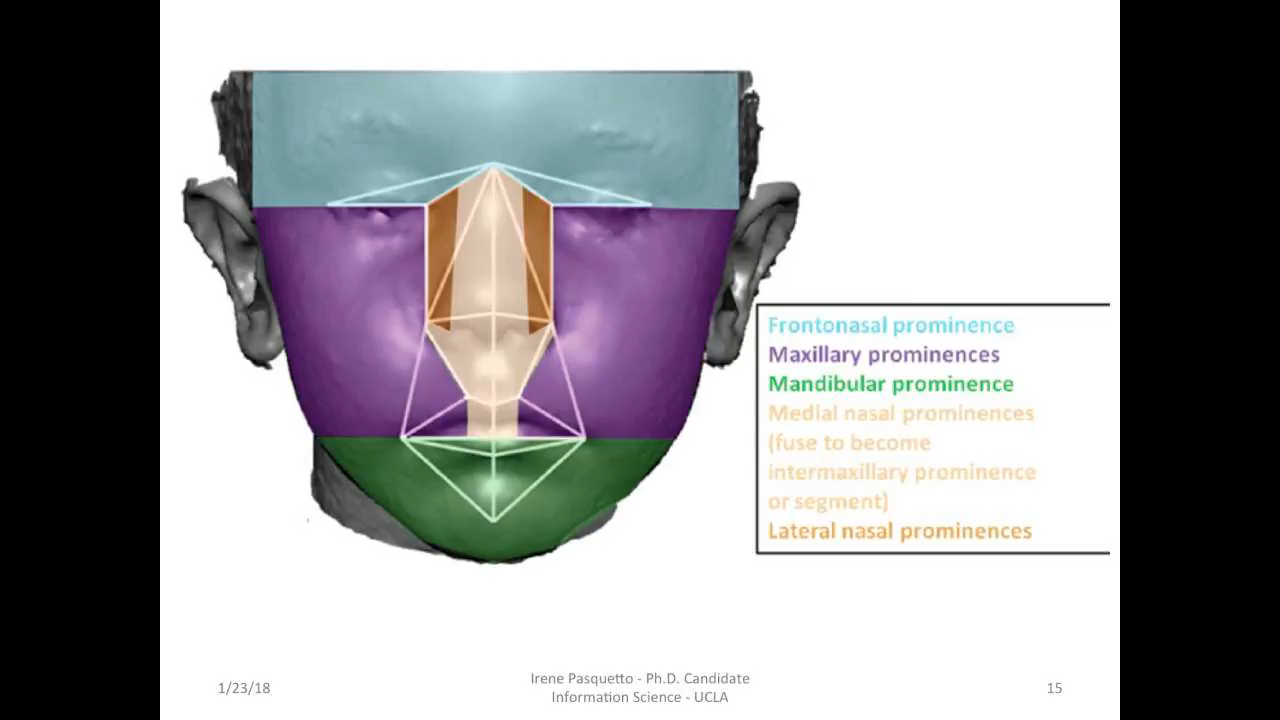 Frontonasal prominence
Maxillary prominences
Mandibular prominence
Medial nasal prominences
(fuse to become
intermaxillary prominence
or segment)
Lateral nasal prominences
1/23/18
Irene Pasquetto - Ph.D. Candidate
Information Science - UCLA
15